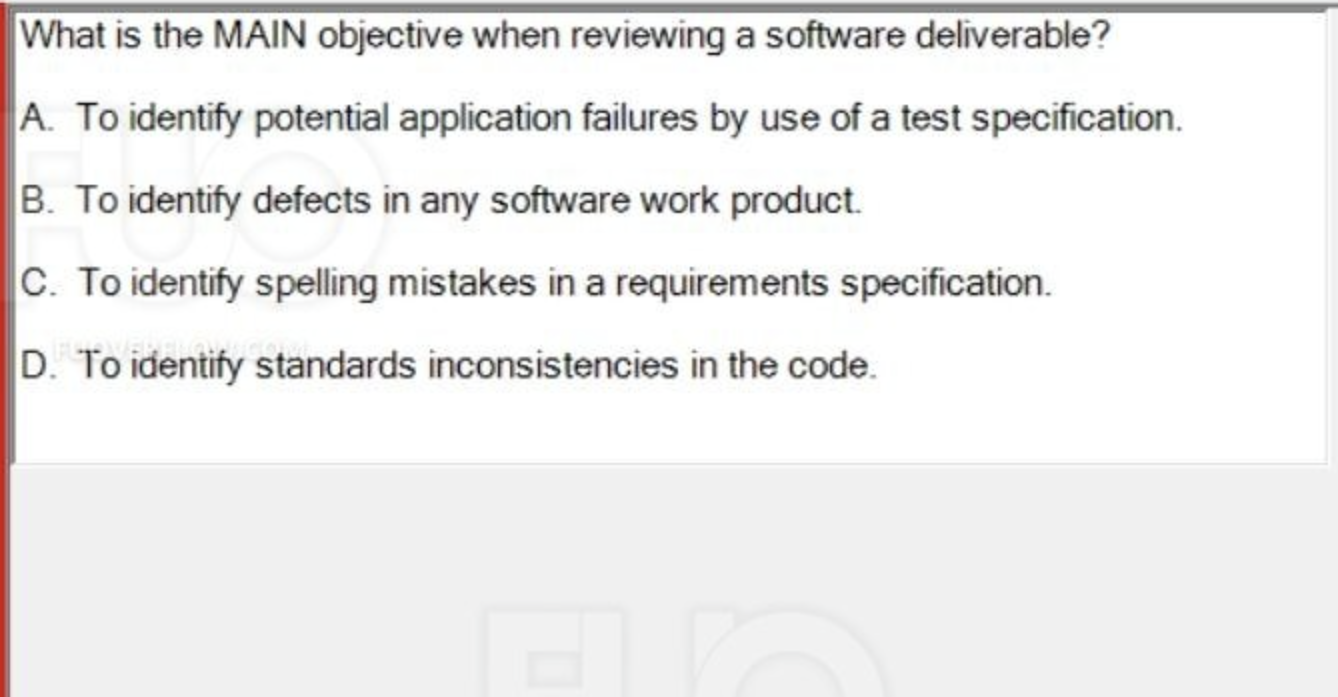 What is the MAIN objective when reviewing a software deliverable?
A. To identify potential application failures by use of a test specification.
B. To identify defects in any software work product.
C. To identify spelling mistakes in a requirements specification.
D. To identify standards inconsistencies in the code.